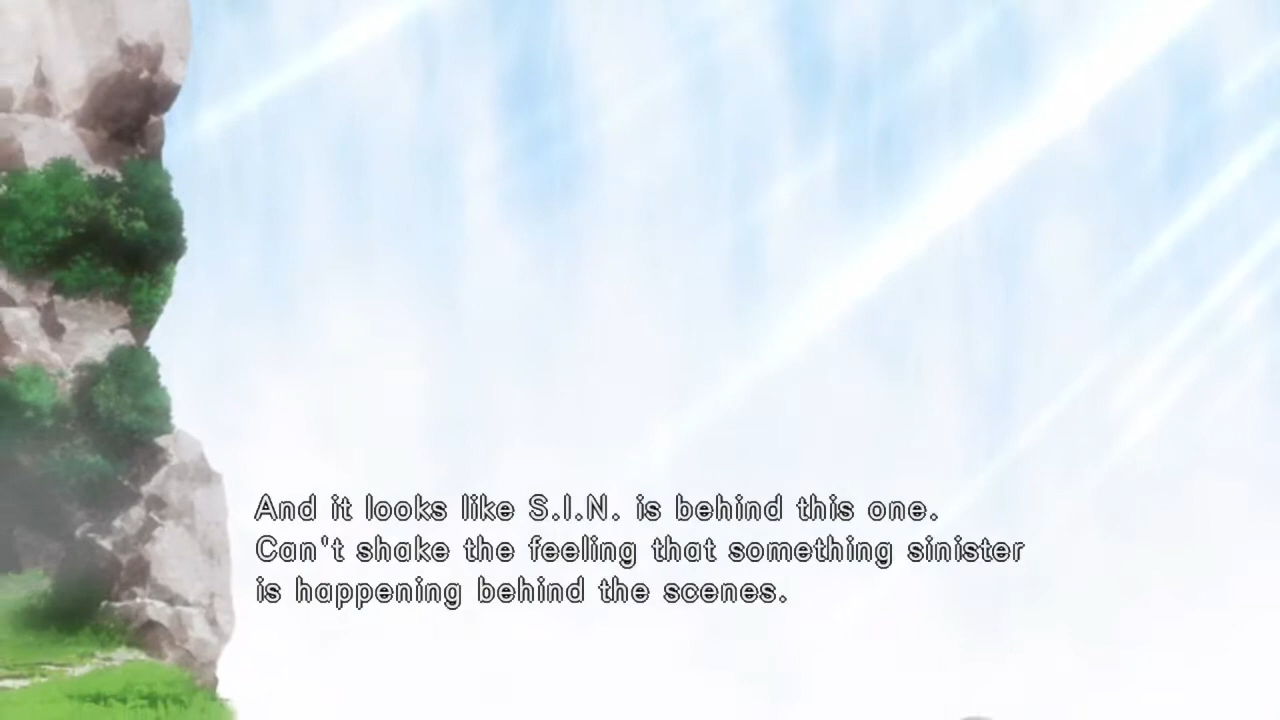 And it looks like S.I.N. is behind this one.
Can't shake the feeling that something sinister
is happening behind the scenes.